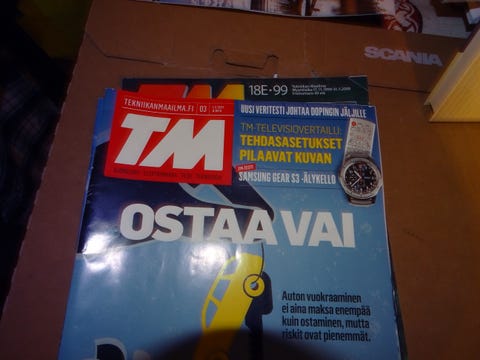 SCANIA
TM
18E•99
TEKNIIKANMAAILMA.FI
03
TM
UUSI VERITESTI JOHTAA DOPINGIN JÄLJILLE
TM-TELEVISIOVERTAILU:
TEHDASASETUKSET
PILAAVAT KUVAN
SAMSUNG GEAR S3 -ÄLYKELLO
OSTAA VAI
Auton vuokraaminen
ei aina maksa enempää
kuin ostaminen, mutta
riskit ovat pienemmät.